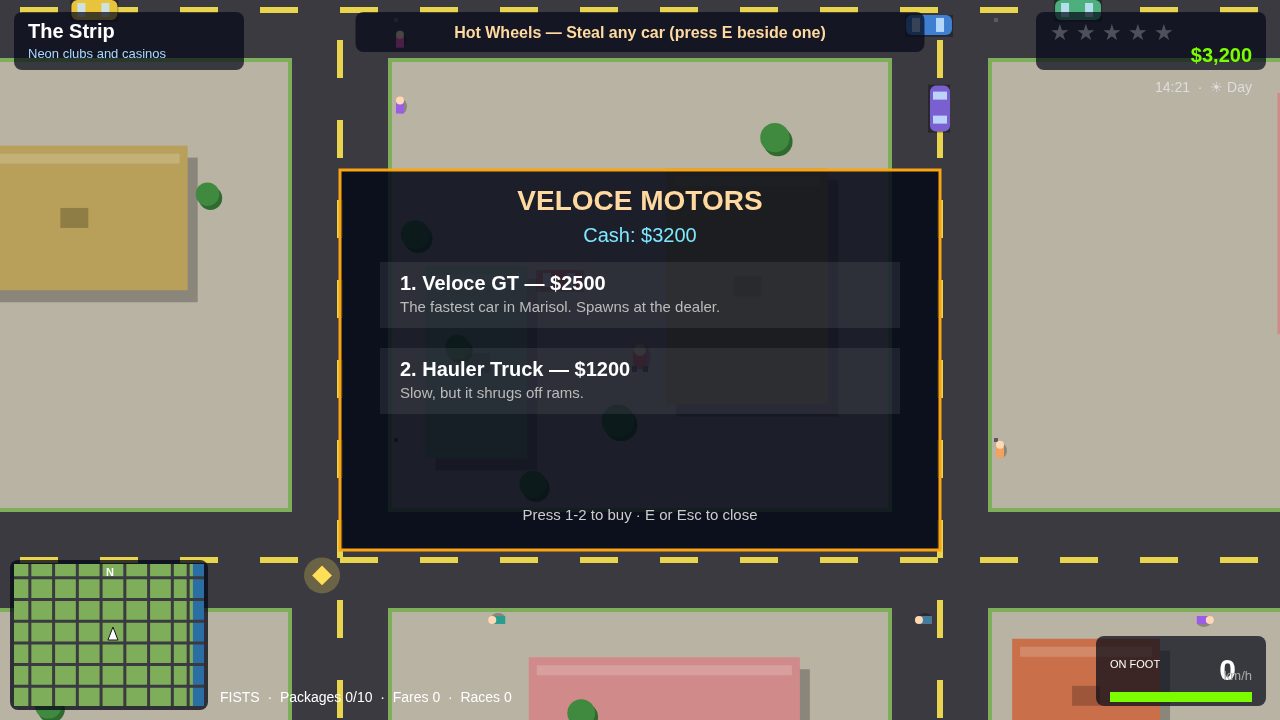 The Strip
Neon clubs and casinos
Hot Wheels — Steal any car (press E beside one)
★ ★ ★ ★ ★
$3,200
14:21 · ☀ Day
VELOCE MOTORS
Cash: $3200
1. Veloce GT — $2500
The fastest car in Marisol. Spawns at the dealer.
2. Hauler Truck — $1200
Slow, but it shrugs off rams.
Press 1-2 to buy · E or Esc to close
N
FISTS · Packages 0/10 · Fares 0 · Races 0
ON FOOT
0 km/h